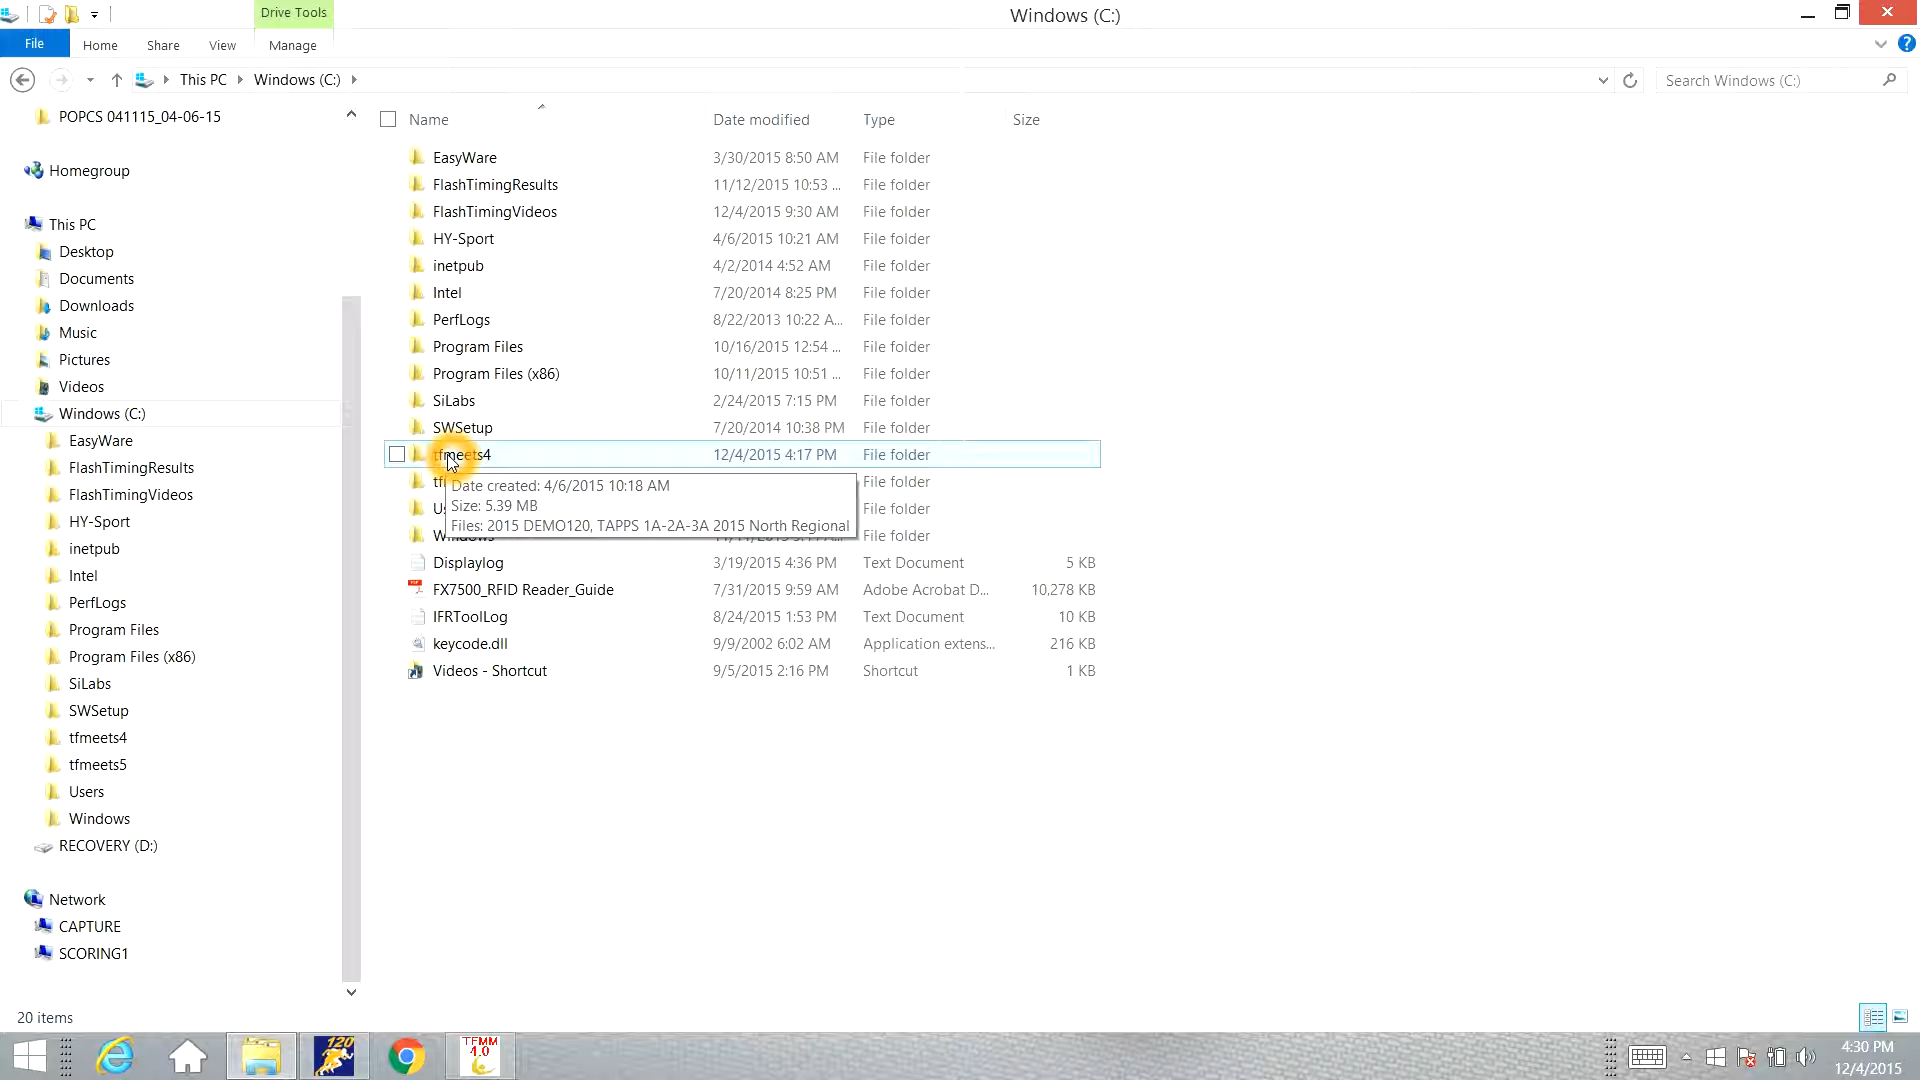 Drive Tools
Windows (C:)
File Home Share View Manage
This PC Windows (C:)
Search Windows (C:)
POPCS 041115_04-06-15
Homegroup
This PC
Desktop
Documents
Downloads
Music
Pictures
Videos
Windows (C:)
EasyWare
FlashTimingResults
FlashTimingVideos
HY-Sport
inetpub
Intel
PerfLogs
Program Files
Program Files (x86)
SiLabs
SWSetup
tfmeets4
tfmeets5
Users
Windows
RECOVERY (D:)
Network
CAPTURE
SCORING1
Name Date modified Type Size
EasyWare 3/30/2015 8:50 AM File folder
FlashTimingResults 11/12/2015 10:53 ... File folder
FlashTimingVideos 12/4/2015 9:30 AM File folder
HY-Sport 4/6/2015 10:21 AM File folder
inetpub 4/2/2014 4:52 AM File folder
Intel 7/20/2014 8:25 PM File folder
PerfLogs 8/22/2013 10:22 A... File folder
Program Files 10/16/2015 12:54 ... File folder
Program Files (x86) 10/11/2015 10:51 ... File folder
SiLabs 2/24/2015 7:15 PM File folder
SWSetup 7/20/2014 10:38 PM File folder
tfmeets4 12/4/2015 4:17 PM File folder
File folder
File folder
Windows File folder
Date created: 4/6/2015 10:18 AM
Size: 5.39 MB
Files: 2015 DEMO120, TAPPS 1A-2A-3A 2015 North Regional
Displaylog 3/19/2015 4:36 PM Text Document 5 KB
FX7500_RFID Reader_Guide 7/31/2015 9:59 AM Adobe Acrobat D... 10,278 KB
IFRToolLog 8/24/2015 1:53 PM Text Document 10 KB
keycode.dll 9/9/2002 6:02 AM Application extens... 216 KB
Videos - Shortcut 9/5/2015 2:16 PM Shortcut 1 KB
20 items
120
TFMM
4.0
4:30 PM
12/4/2015